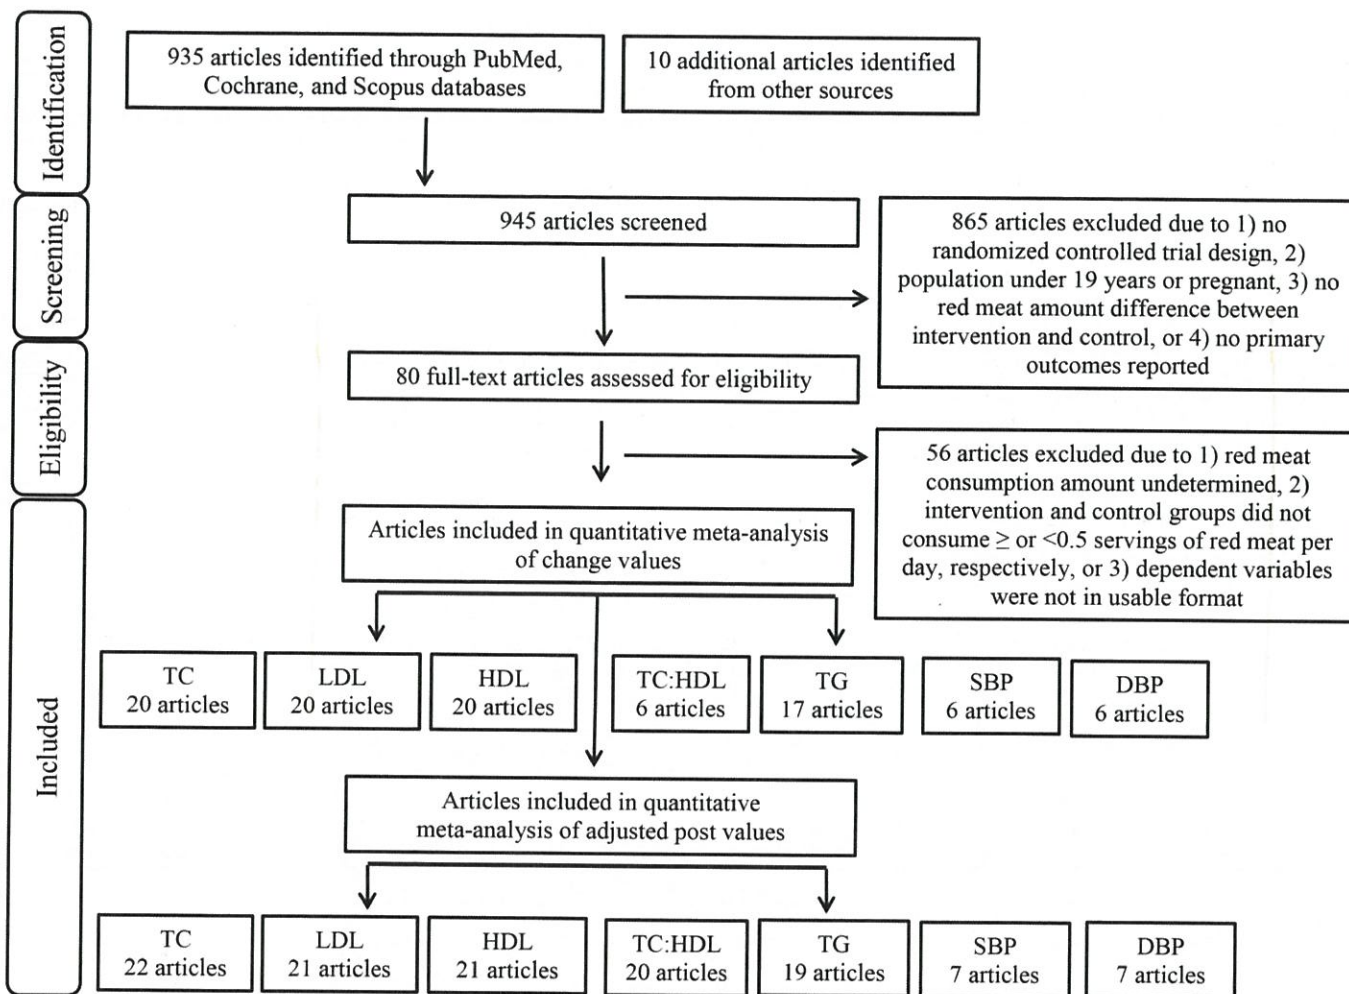 Identification
935 articles identified through PubMed,
Cochrane, and Scopus databases
10 additional articles identified
from other sources
Screening
945 articles screened
865 articles excluded due to 1) no
randomized controlled trial design, 2)
population under 19 years or pregnant, 3) no
red meat amount difference between
intervention and control, or 4) no primary
outcomes reported
Eligibility
80 full-text articles assessed for eligibility
56 articles excluded due to 1) red meat
consumption amount undetermined, 2)
intervention and control groups did not
consume ≥ or <0.5 servings of red meat per
day, respectively, or 3) dependent variables
were not in usable format
Included
Articles included in quantitative meta-analysis
of change values
TC
20 articles
LDL
20 articles
HDL
20 articles
TC:HDL
6 articles
TG
17 articles
SBP
6 articles
DBP
6 articles
Articles included in quantitative
meta-analysis of adjusted post values
TC
22 articles
LDL
21 articles
HDL
21 articles
TC:HDL
20 articles
TG
19 articles
SBP
7 articles
DBP
7 articles